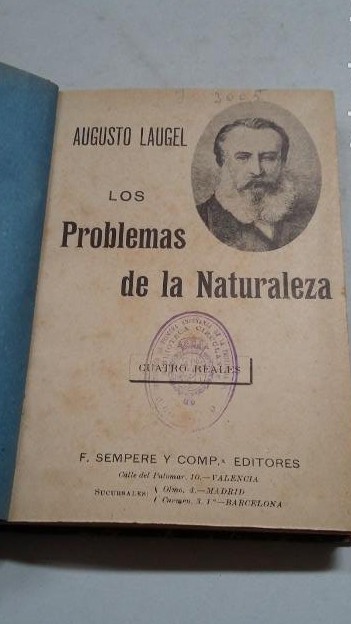 3005
AUGUSTO LAUGEL
LOS
Problemas
de la Naturaleza
CUATRO REALES
F. SEMPERE Y COMP.ª EDITORES
Calle del Palomar, 10.—VALENCIA
SUCURSALES: { Olmo, 4.—MADRID
{ Carmen, 3, 1.º—BARCELONA